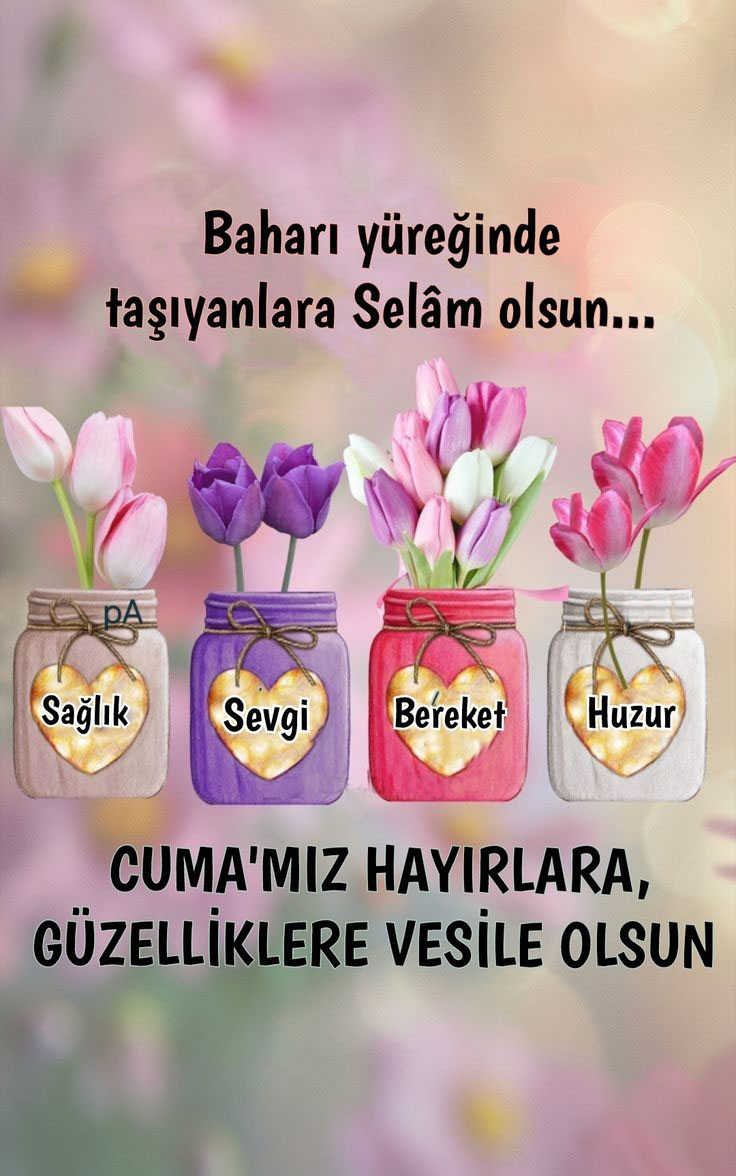 Baharı yüreğinde
taşıyanlara Selâm olsun...
pA
Sağlık
Sevgi
Bereket
Huzur
CUMA'MIZ HAYIRLARA,
GÜZELLİKLERE VESİLE OLSUN